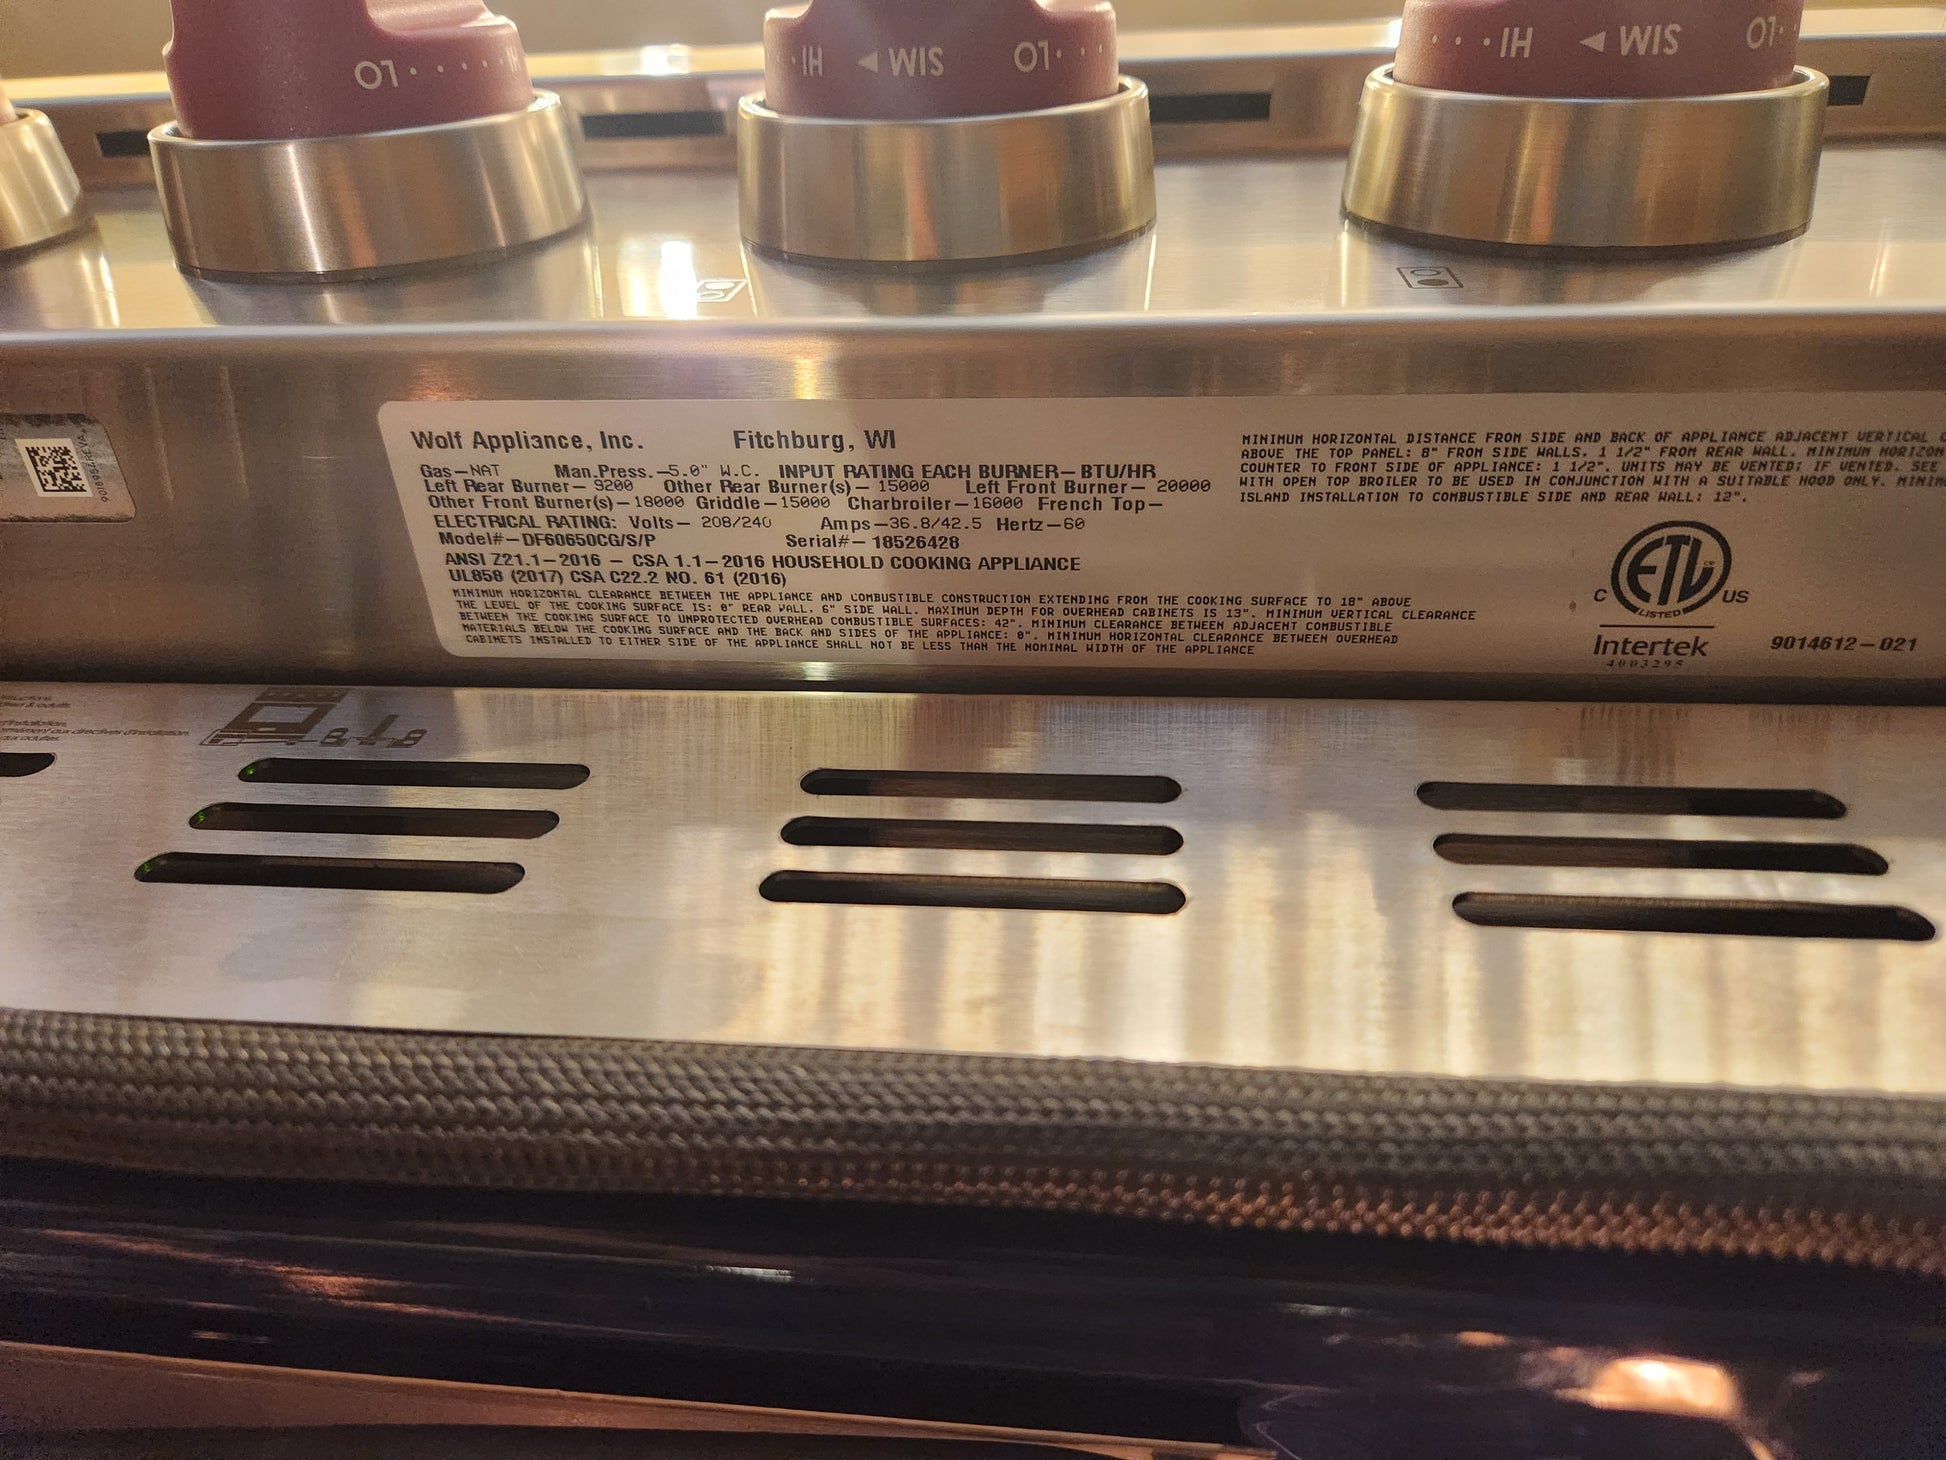 LO
HI
SIM
LO
HI
SIM
LO
Wolf Appliance, Inc. Fitchburg, WI
Gas—NAT Man.Press.—5.0" W.C. INPUT RATING EACH BURNER—BTU/HR
Left Rear Burner— 9200 Other Rear Burner(s)— 15000 Left Front Burner— 20000
Other Front Burner(s)—18000 Griddle—15000 Charbroiler—16000 French Top—
ELECTRICAL RATING: Volts— 208/240 Amps—36.8/42.5 Hertz—60
Model#—DF60650CG/S/P Serial#— 18526428
ANSI Z21.1—2016 — CSA 1.1—2016 HOUSEHOLD COOKING APPLIANCE
UL858 (2017) CSA C22.2 NO. 61 (2016)
MINIMUM HORIZONTAL CLEARANCE BETWEEN THE APPLIANCE AND COMBUSTIBLE CONSTRUCTION EXTENDING FROM THE COOKING SURFACE TO 18" ABOVE
THE LEVEL OF THE COOKING SURFACE IS: 0" REAR WALL. 6" SIDE WALL. MAXIMUM DEPTH FOR OVERHEAD CABINETS IS 13". MINIMUM VERTICAL CLEARANCE
BETWEEN THE COOKING SURFACE TO UNPROTECTED OVERHEAD COMBUSTIBLE SURFACES: 42". MINIMUM CLEARANCE BETWEEN ADJACENT COMBUSTIBLE
MATERIALS BELOW THE COOKING SURFACE AND THE BACK AND SIDES OF THE APPLIANCE: 0". MINIMUM HORIZONTAL CLEARANCE BETWEEN OVERHEAD
CABINETS INSTALLED TO EITHER SIDE OF THE APPLIANCE SHALL NOT BE LESS THAN THE NOMINAL WIDTH OF THE APPLIANCE
MINIMUM HORIZONTAL DISTANCE FROM SIDE AND BACK OF APPLIANCE ADJACENT VERTICAL
ABOVE THE TOP PANEL: 8" FROM SIDE WALLS. 1 1/2" FROM REAR WALL. MINIMUM
COUNTER TO FRONT SIDE OF APPLIANCE: 1 1/2". UNITS MAY BE VENTED; IF VENTED. SEE
WITH OPEN TOP BROILER TO BE USED IN CONJUNCTION WITH A SUITABLE HOOD ONLY.
ISLAND INSTALLATION TO COMBUSTIBLE SIDE AND REAR WALL: 12".
ETL
C LISTED US
Intertek
4003295
9014612—021